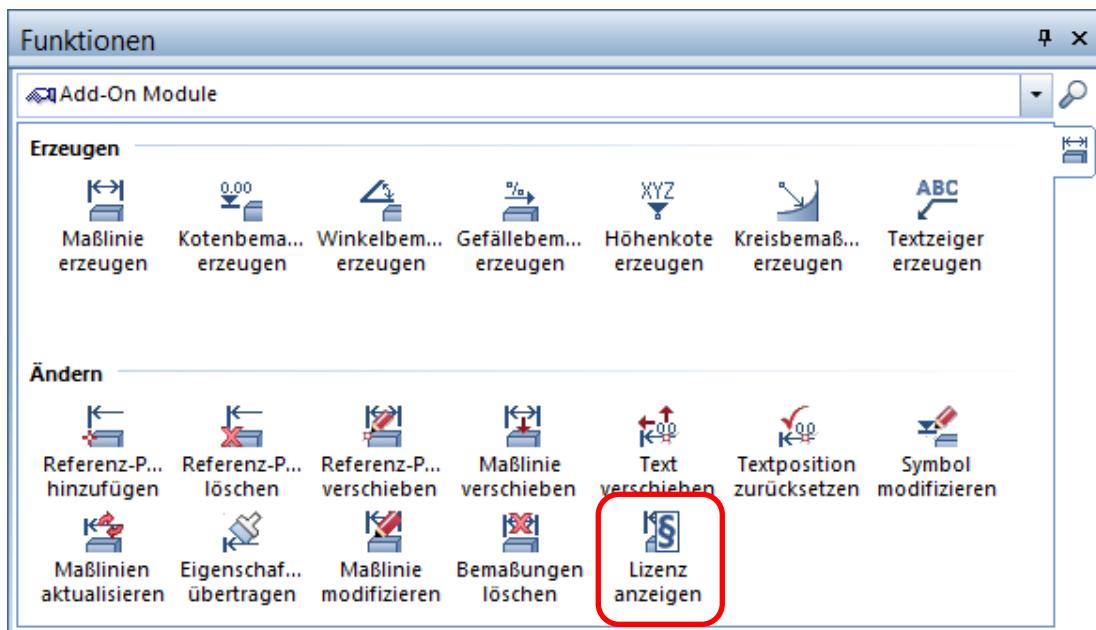 Funktionen
Add-On Module
Erzeugen
0.00 % XYZ ABC
Maßlinie Kotenbema... Winkelbem... Gefällebem... Höhenkote Kreisbemaß... Textzeiger
erzeugen erzeugen erzeugen erzeugen erzeugen erzeugen erzeugen
Ändern
Referenz-P... Referenz-P... Referenz-P... Maßlinie Text Textposition Symbol
hinzufügen löschen verschieben verschieben verschieben zurücksetzen modifizieren
§
Maßlinien Eigenschaf... Maßlinie Bemaßungen Lizenz
aktualisieren übertragen modifizieren löschen anzeigen